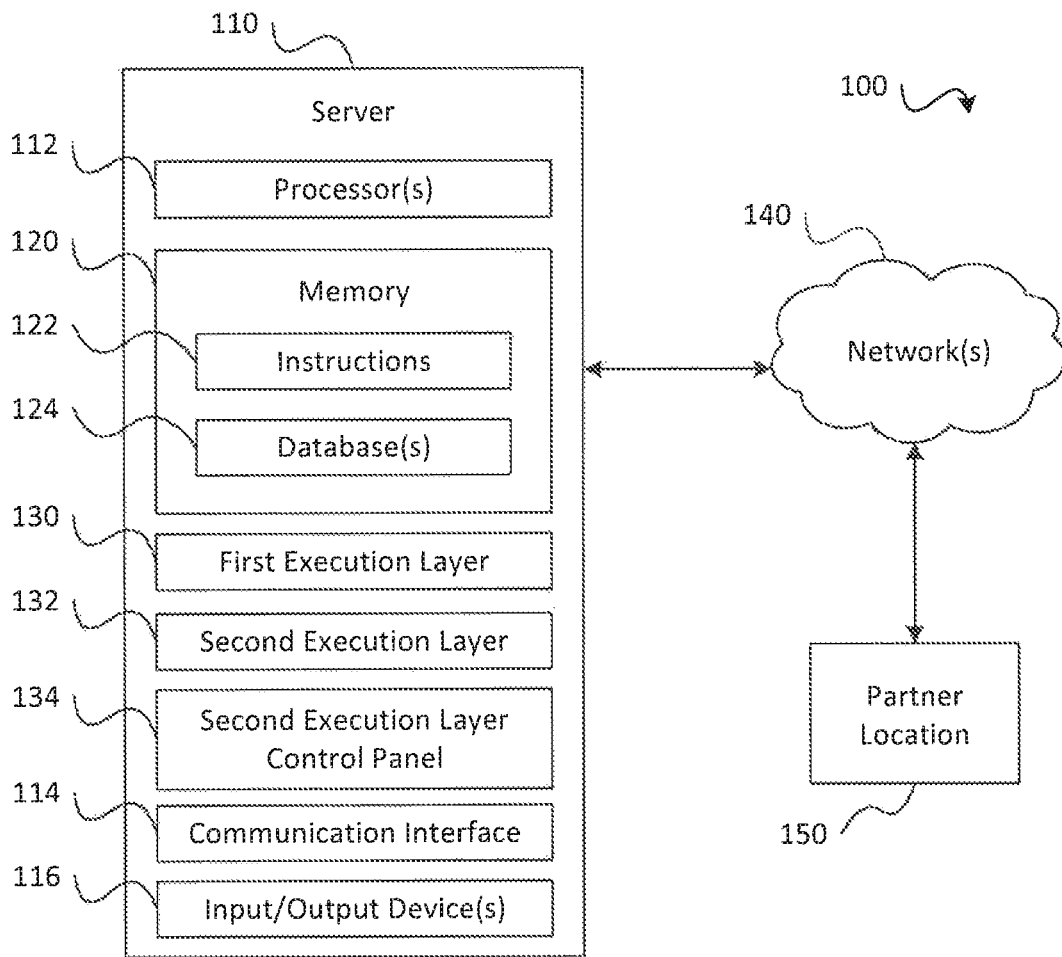 110
Server
100
112
Processor(s)
120
Memory
140
122
Instructions
Network(s)
124
Database(s)
130
First Execution Layer
132
Second Execution Layer
134
Second Execution Layer
Control Panel
Partner
Location
114
Communication Interface
150
116
Input/Output Device(s)